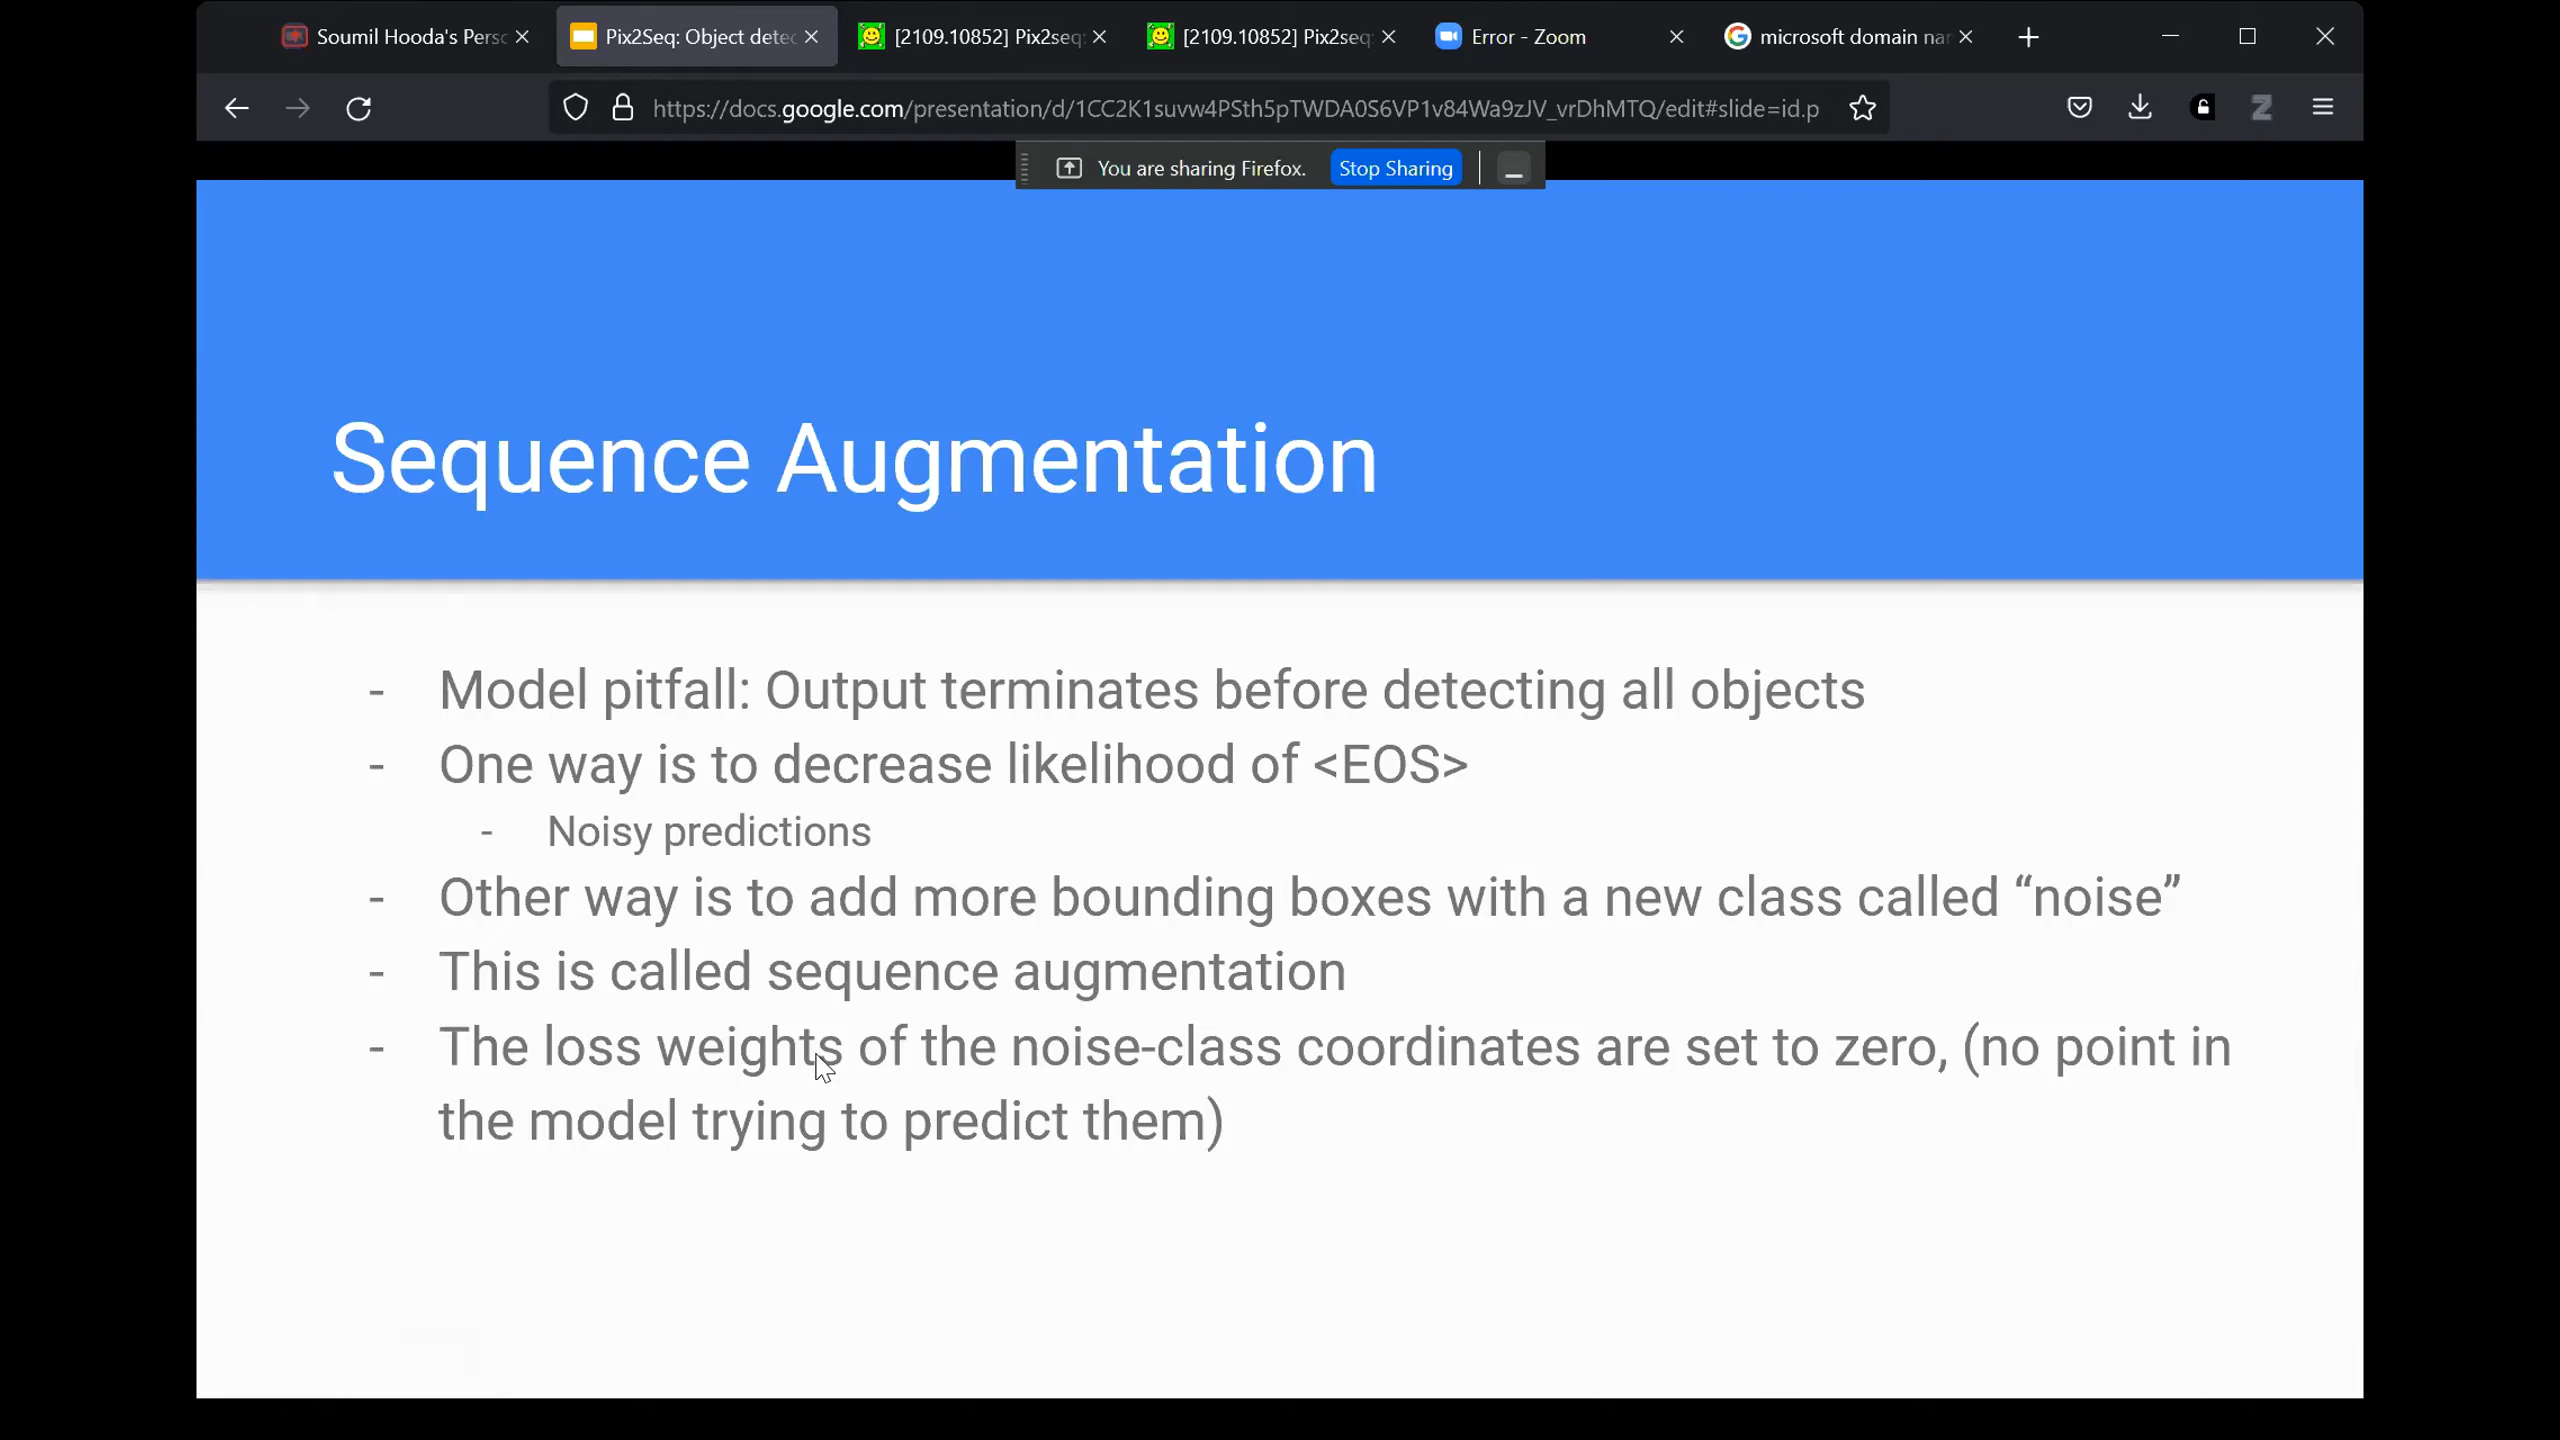 Soumil Hooda's Perso
Pix2Seq: Object detec
[2109.10852] Pix2seq:
[2109.10852] Pix2seq:
Error - Zoom
microsoft domain nam
https://docs.google.com/presentation/d/1CC2K1suvw4PSth5pTWDA0S6VP1v84Wa9zJV_vrDhMTQ/edit#slide=id.p
You are sharing Firefox.
Stop Sharing
Sequence Augmentation
- Model pitfall: Output terminates before detecting all objects
- One way is to decrease likelihood of <EOS>
- Noisy predictions
- Other way is to add more bounding boxes with a new class called “noise”
- This is called sequence augmentation
- The loss weights of the noise-class coordinates are set to zero, (no point in
the model trying to predict them)